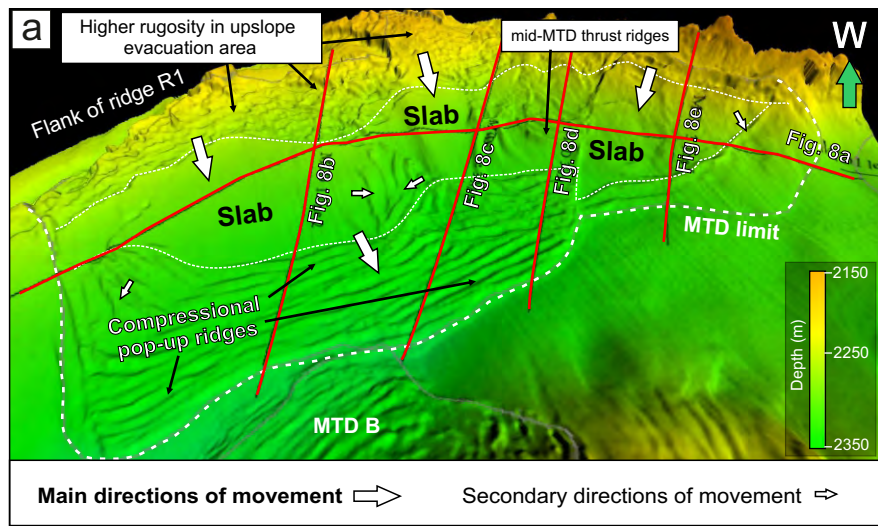 a
Higher rugosity in upslope
evacuation area
mid-MTD thrust ridges
W
Flank of ridge R1
Slab
Slab
Slab
Fig. 8b
Fig. 8c
Fig. 8d
Fig. 8e
Fig. 8a
MTD limit
Compressional
pop-up ridges
MTD B
Depth (m)
2150
2250
2350
Main directions of movement
Secondary directions of movement